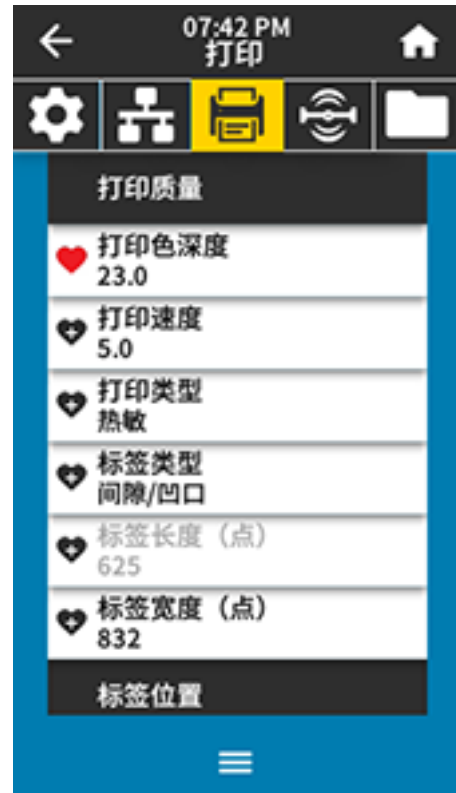 07:42 PM
打印
打印质量
打印色深度
23.0
打印速度
5.0
打印类型
热敏
标签类型
间隙/凹口
标签长度（点）
625
标签宽度（点）
832
标签位置